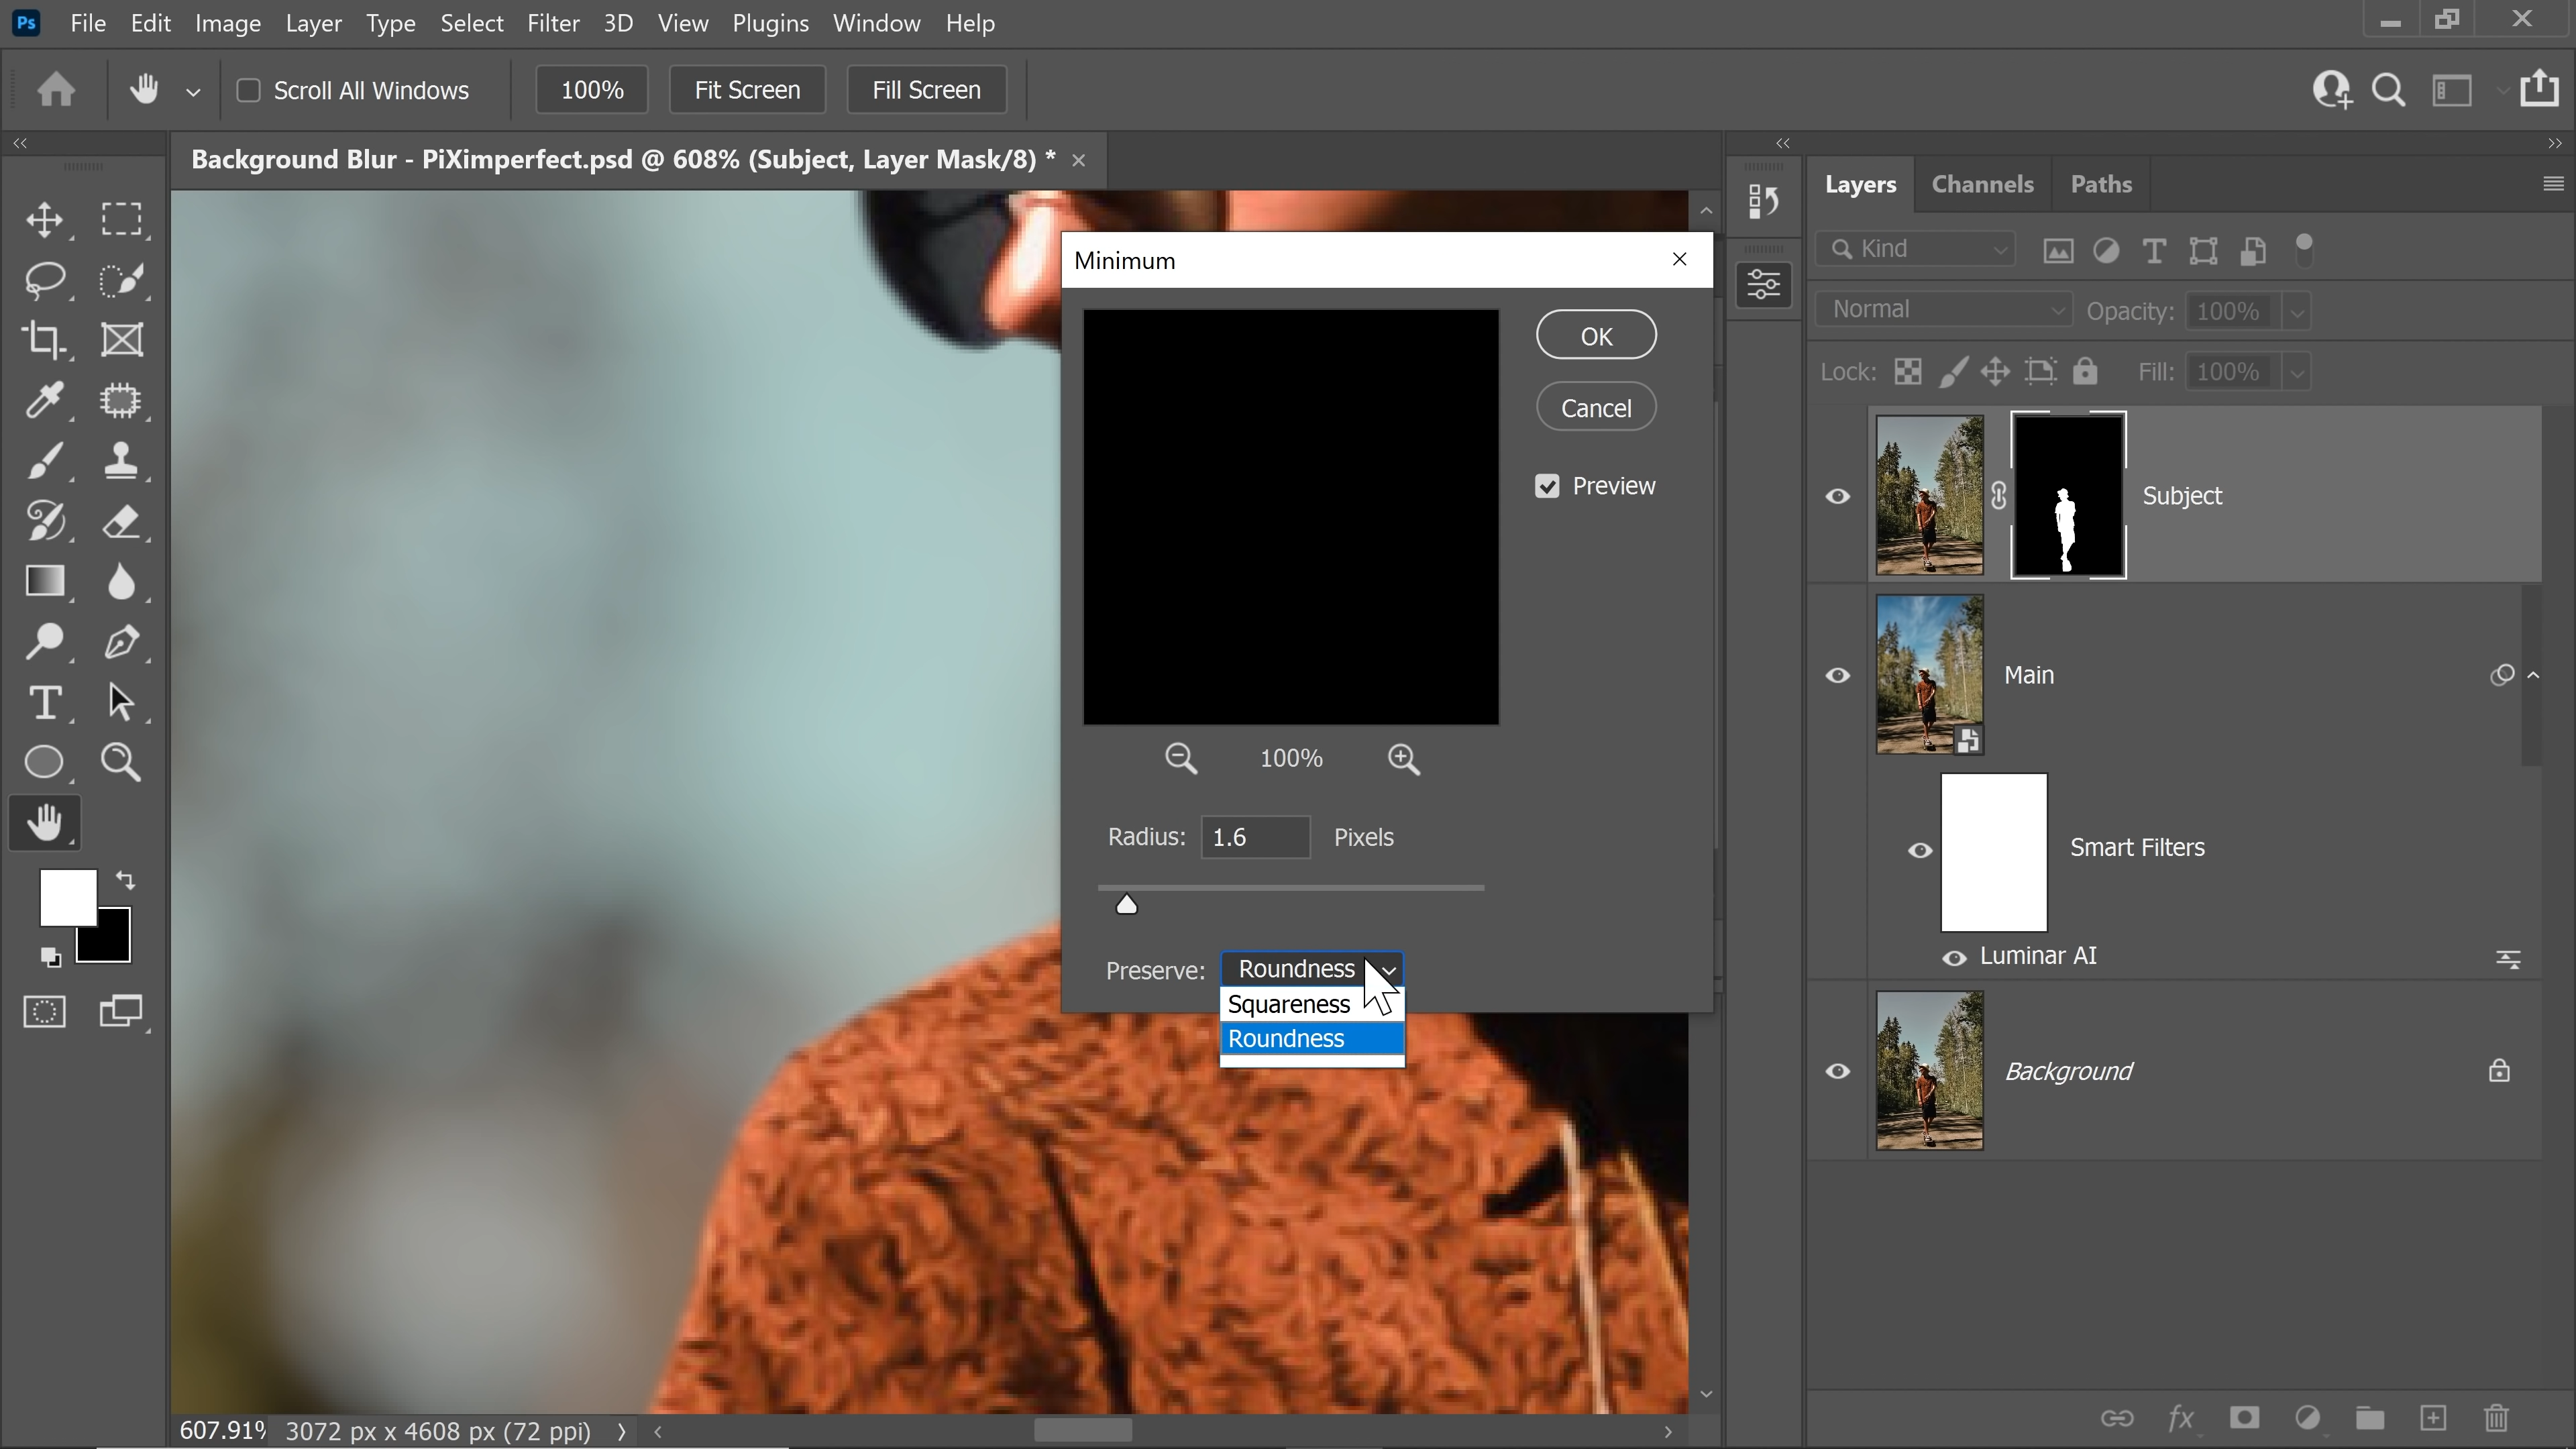 Ps File Edit Image Layer Type Select Filter 3D View Plugins Window Help
Scroll All Windows 100% Fit Screen Fill Screen
Background Blur - PiXimperfect.psd @ 608% (Subject, Layer Mask/8) *
Layers Channels Paths
Kind
Normal Opacity: 100%
Lock: Fill: 100%
Subject
Main
Smart Filters
Luminar AI
Background
Minimum
OK
Cancel
Preview
100%
Radius: 1.6 Pixels
Preserve: Roundness
Squareness
Roundness
607.91% 3072 px x 4608 px (72 ppi)
fx